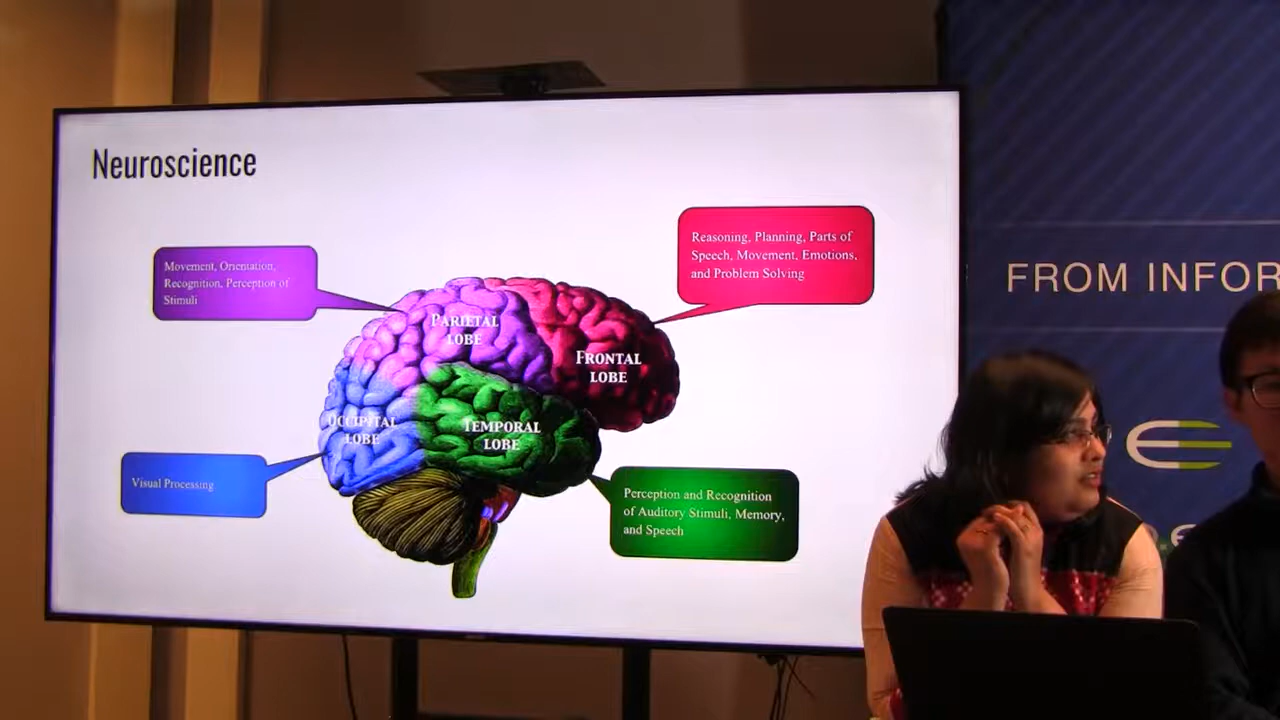 Neuroscience
Movement, Orientation,
Recognition, Perception of
Stimuli
Reasoning, Planning, Parts of
Speech, Movement, Emotions,
and Problem Solving
PARIETAL
LOBE
FRONTAL
LOBE
OCCIPITAL
LOBE
TEMPORAL
LOBE
Visual Processing
Perception and Recognition
of Auditory Stimuli, Memory,
and Speech
FROM INFOR